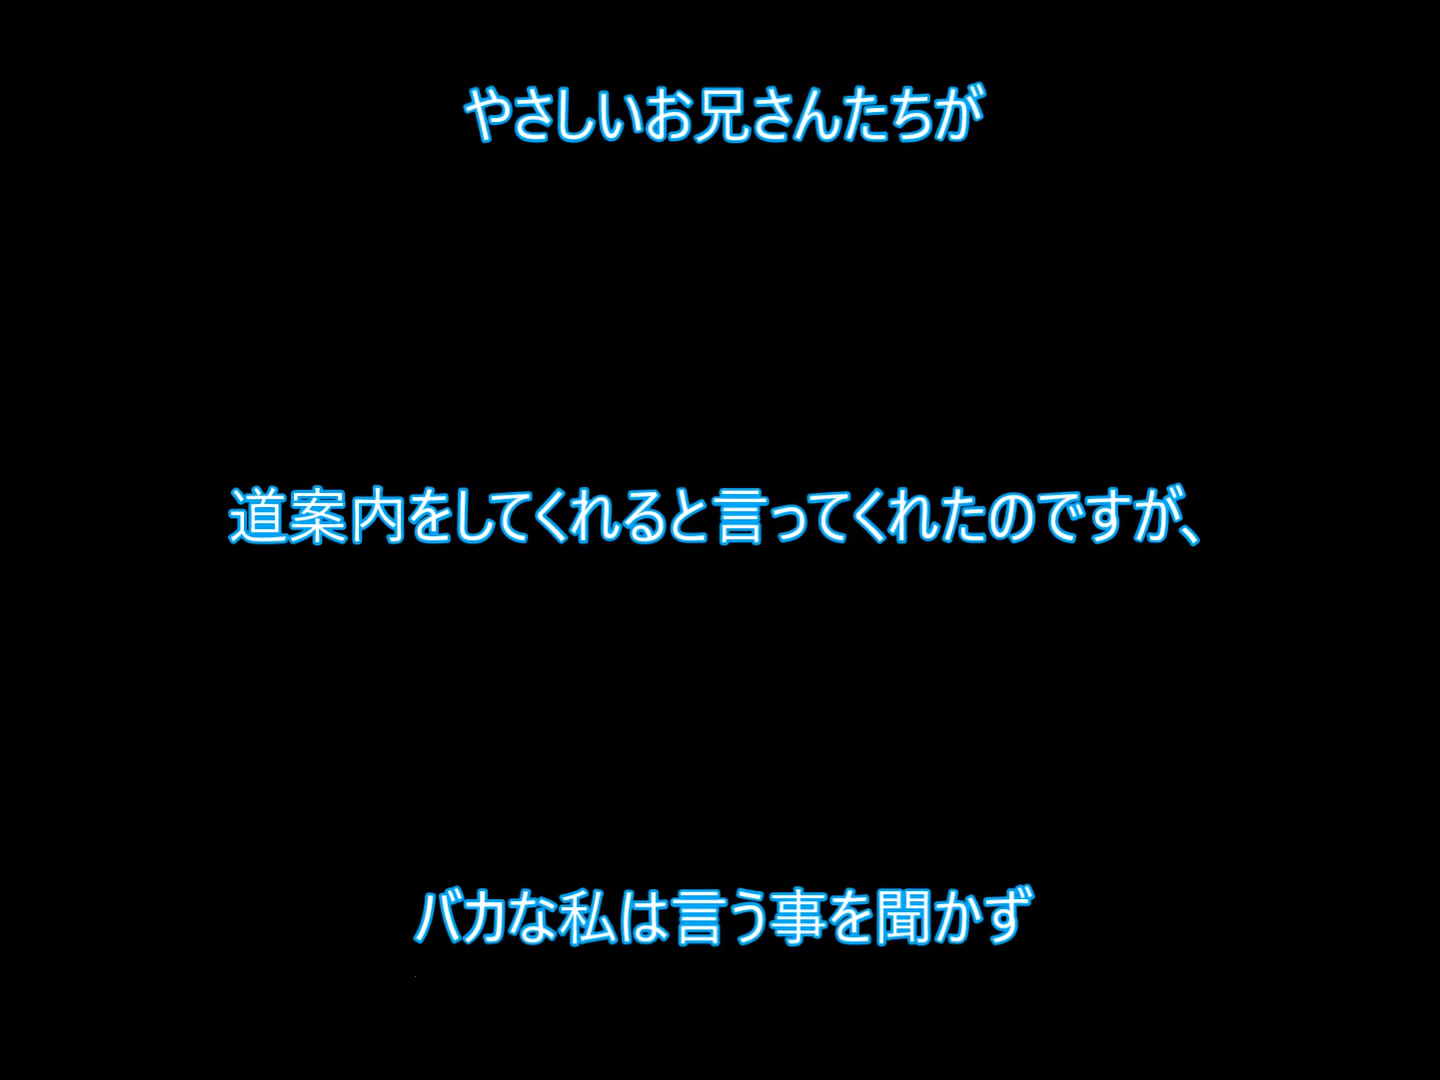 やさしいお兄さんたちが
道案内をしてくれると言ってくれたのですが、
バカな私は言う事を聞かず